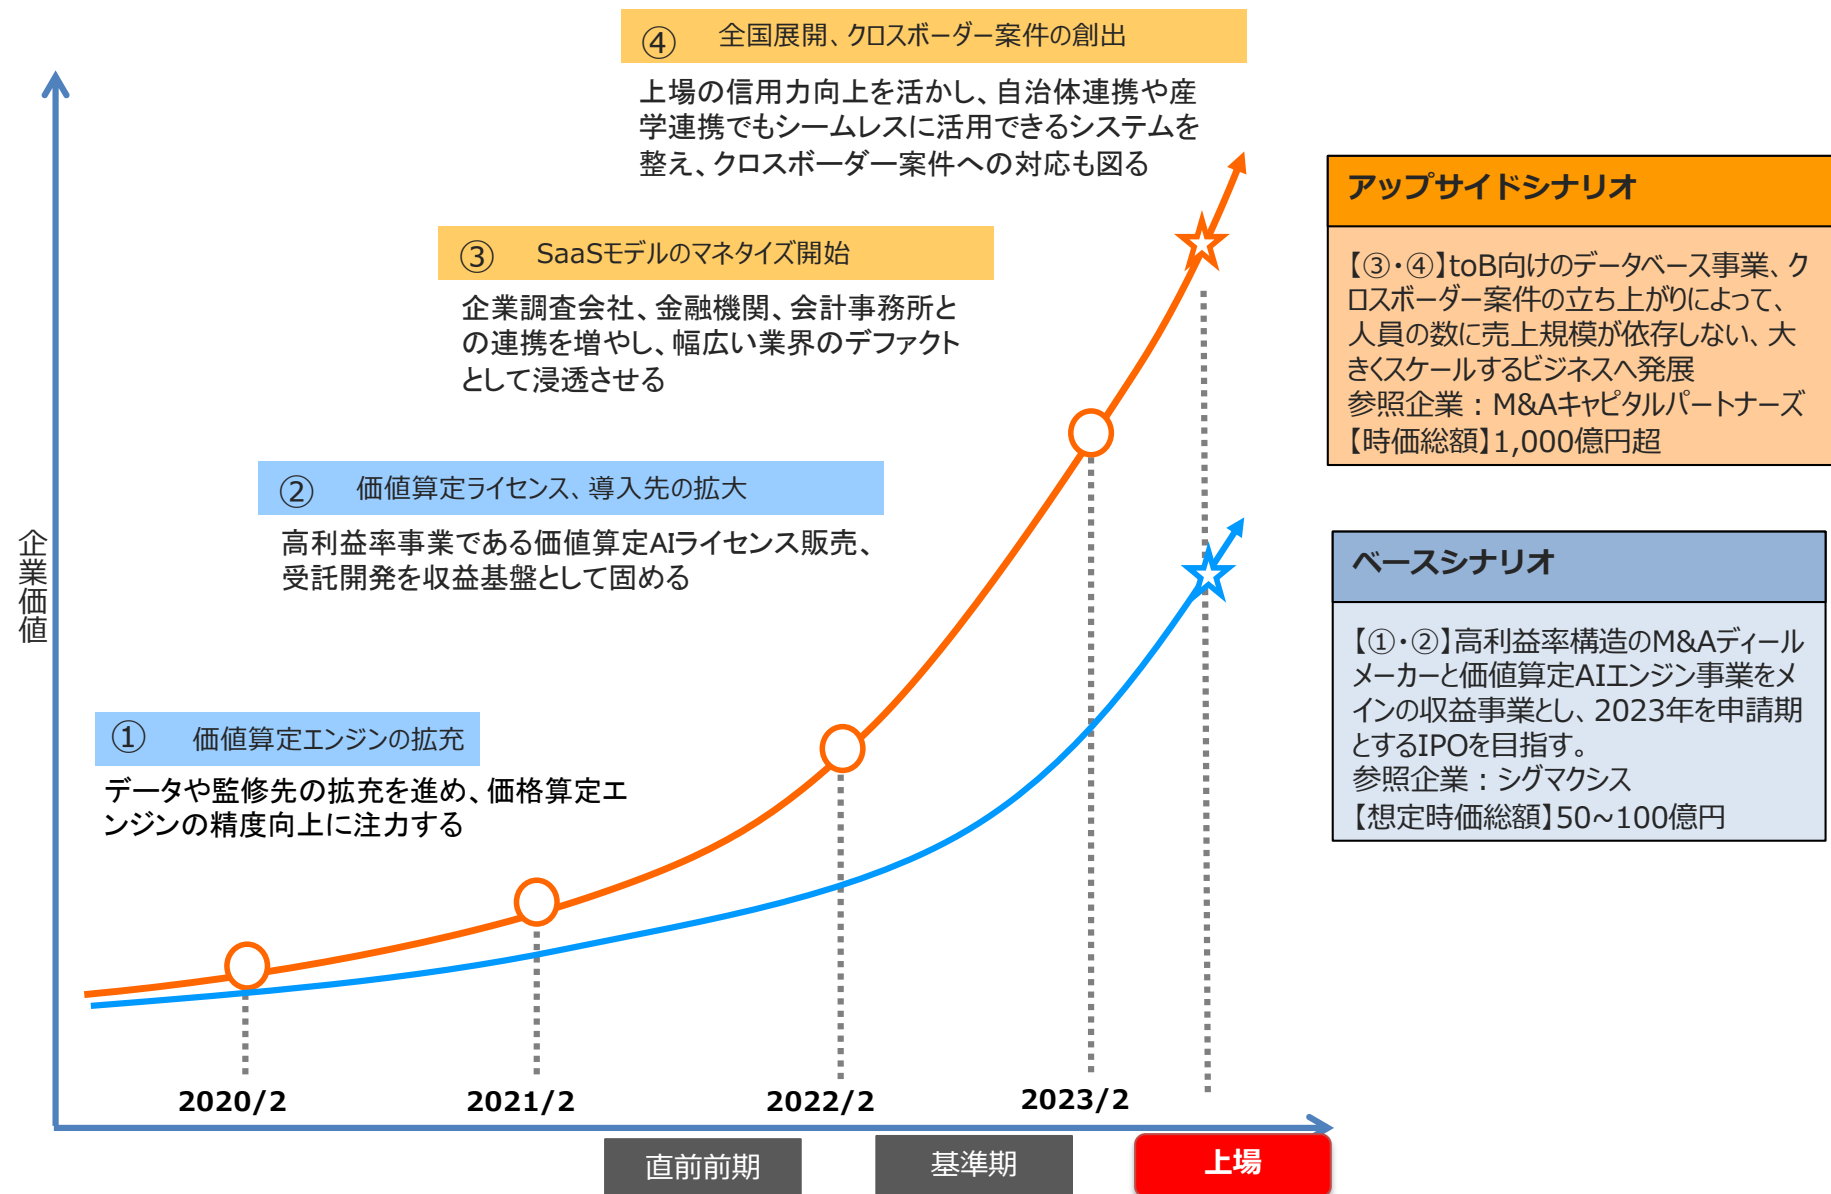 ④ 全国展開、クロスボーダー案件の創出
上場の信用力向上を活かし、自治体連携や産
学連携でもシームレスに活用できるシステムを
整え、クロスボーダー案件への対応も図る
③ SaaSモデルのマネタイズ開始
企業調査会社、金融機関、会計事務所と
の連携を増やし、幅広い業界のデファクト
として浸透させる
② 価値算定ライセンス、導入先の拡大
高利益率事業である価値算定AIライセンス販売、
受託開発を収益基盤として固める
① 価値算定エンジンの拡充
データや監修先の拡充を進め、価格算定エ
ンジンの精度向上に注力する
企業価値
アップサイドシナリオ
【③・④】toB向けのデータベース事業、ク
ロスボーダー案件の立ち上がりによって、
人員の数に売上規模が依存しない、大
きくスケールするビジネスへ発展
参照企業：M&Aキャピタルパートナーズ
【時価総額】1,000億円超
ベースシナリオ
【①・②】高利益率構造のM&Aディール
メーカーと価値算定AIエンジン事業をメ
インの収益事業とし、2023年を申請期
とするIPOを目指す。
参照企業：シグマクシス
【想定時価総額】50~100億円
2020/2
2021/2
2022/2
2023/2
直前前期
基準期
上場